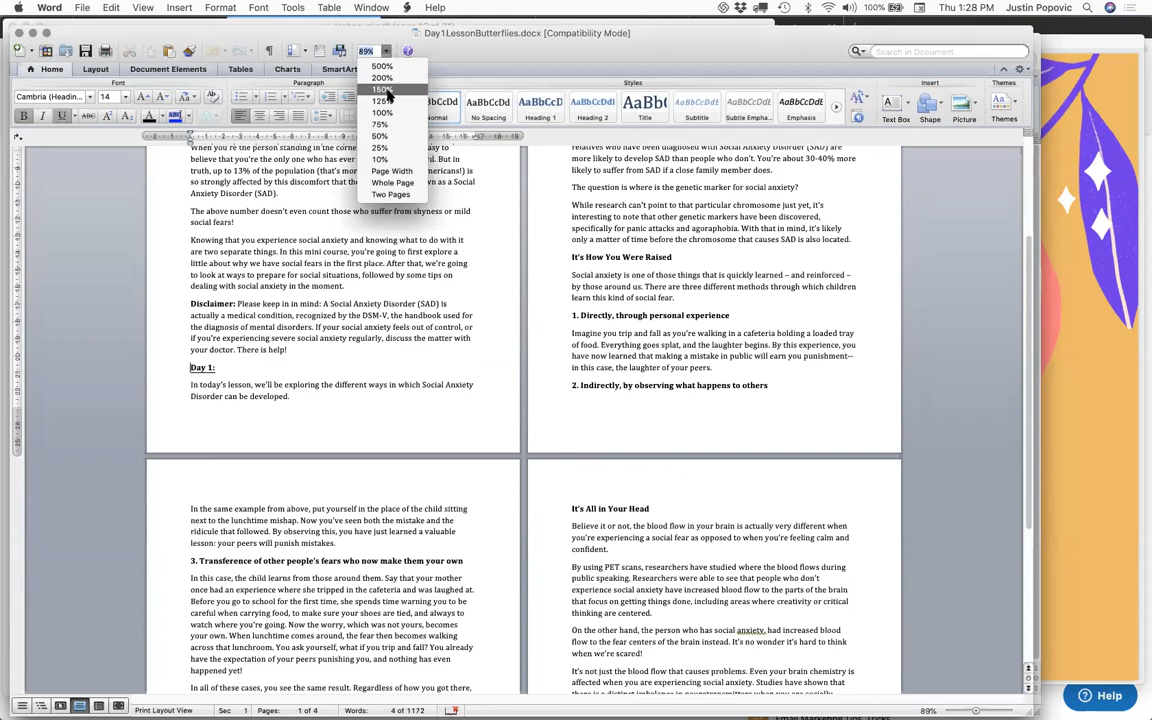 Word File Edit View Insert Format Font Tools Table Window Help
100% Thu 1:28 PM Justin Popovic
Day1LessonButterflies.docx [Compatibility Mode]
89%
Search in Document
Home Layout Document Elements Tables Charts SmartArt
Font Paragraph Styles Insert Themes
Cambria (Headin... 14
Normal No Spacing Heading 1 Heading 2 Title Subtitle Subtle Empha... Emphasis Text Box Shape Picture Themes
500%
200%
150%
125%
100%
75%
50%
25%
10%
Page Width
Whole Page
Two Pages
believe that you're the only one who has ever
truth, up to 13% of the population (that's
so strongly affected by this discomfort that
Anxiety Disorder (SAD).
The above number doesn't even count those who suffer from shyness or mild
social fears!
Knowing that you experience social anxiety and knowing what to do with it
are two separate things. In this mini course, you're going to first explore a
little about why we have social fears in the first place. After that, we're going
to look at ways to prepare for social situations, followed by some tips on
dealing with social anxiety in the moment.
Disclaimer: Please keep in in mind: A Social Anxiety Disorder (SAD) is
actually a medical condition, recognized by the DSM-V, the handbook used for
the diagnosis of mental disorders. If your social anxiety feels out of control, or
if you're experiencing severe social anxiety regularly, discuss the matter with
your doctor. There is help!
Day 1:
In today's lesson, we'll be exploring the different ways in which Social Anxiety
Disorder can be developed.
relatives who have been diagnosed with Social Anxiety Disorder (SAD) are
more likely to develop SAD than people who don't. You're about 30-40% more
likely to suffer from SAD if a close family member does.
The question is where is the genetic marker for social anxiety?
While research can't point to that particular chromosome just yet, it's
interesting to note that other genetic markers have been discovered,
specifically for panic attacks and agoraphobia. With that in mind, it's likely
only a matter of time before the chromosome that causes SAD is also located.
It's How You Were Raised
Social anxiety is one of those things that is quickly learned – and reinforced –
by those around us. There are three different methods through which children
learn this kind of social fear.
1. Directly, through personal experience
Imagine you trip and fall as you're walking in a cafeteria holding a loaded tray
of food. Everything goes splat, and the laughter begins. By this experience, you
have now learned that making a mistake in public will earn you punishment--
in this case, the laughter of your peers.
2. Indirectly, by observing what happens to others
In the same example from above, put yourself in the place of the child sitting
next to the lunchtime mishap. Now you've seen both the mistake and the
ridicule that followed. By observing this, you have just learned a valuable
lesson: your peers will punish mistakes.
3. Transference of other people's fears who now make them your own
In this case, the child learns from those around them. Say that your mother
once had an experience where she tripped in the cafeteria and was laughed at.
Before you go to school for the first time, she spends time warning you to be
careful when carrying food, to make sure your shoes are tied, and always to
watch where you're going. Now the worry, which was not yours, becomes
your own. When lunchtime comes around, the fear then becomes walking
across that lunchroom. You ask yourself, what if you trip and fall? You already
have the expectation of your peers punishing you, and nothing has even
happened yet!
In all of these cases, you see the same result. Regardless of how you got there,
It's All in Your Head
Believe it or not, the blood flow in your brain is actually very different when
you're experiencing a social fear as opposed to when you're feeling calm and
confident.
By using PET scans, researchers have studied where the blood flows during
public speaking. Researchers were able to see that people who don't
experience social anxiety have increased blood flow to the parts of the brain
that focus on getting things done, including areas where creativity or critical
thinking are centered.
On the other hand, the person who has social anxiety, had increased blood
flow to the fear centers of the brain instead. It's no wonder it's hard to think
when we're scared!
It's not just the blood flow that causes problems. Even your brain chemistry is
affected when you are experiencing social anxiety. Studies have shown that
Print Layout View Sec 1 Pages: 1 of 4 Words: 4 of 1172 89%
Help